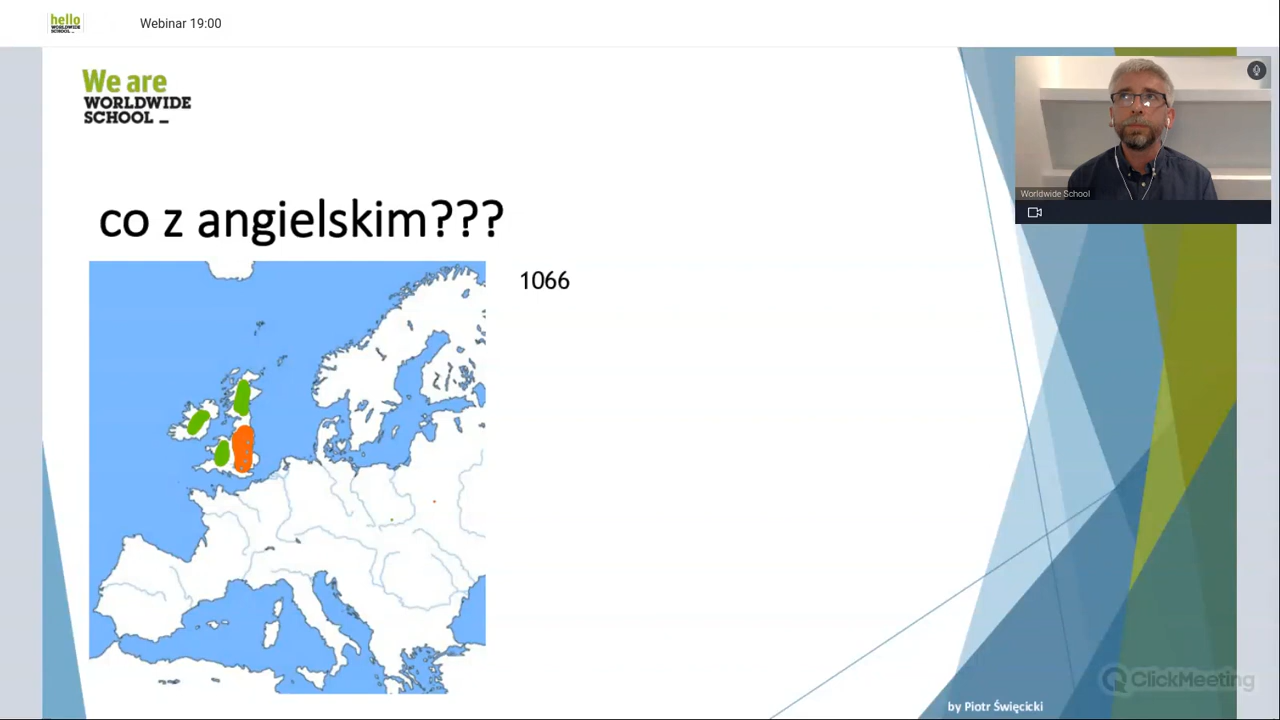 hello
WORLDWIDE
SCHOOL _
Webinar 19:00
We are
WORLDWIDE
SCHOOL _
Worldwide School
co z angielskim???
1066
ClickMeeting
by Piotr Święcicki